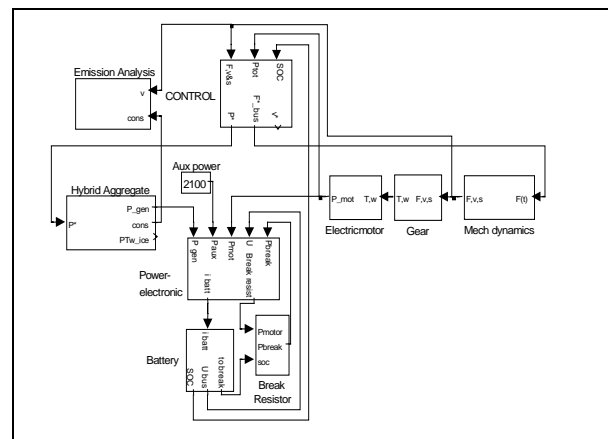 Emission Analysis
v
cons
CONTROL
F,v&s
Ptot
SOC
P*
F*_bus
v*
Hybrid Aggregate
P*
P_gen
cons
PTw_ice
Aux power
2100
P_mot
T,w
Electricmotor
T,w
F,v,s
Gear
F,v,s
F(t)
Mech dynamics
P gen
Paux
Pmot
U
Pbreak
i batt
Break resist
Power-
electronic
Battery
i batt
SOC
U bus
to break
Pmotor
Pbreak
soc
Break
Resistor